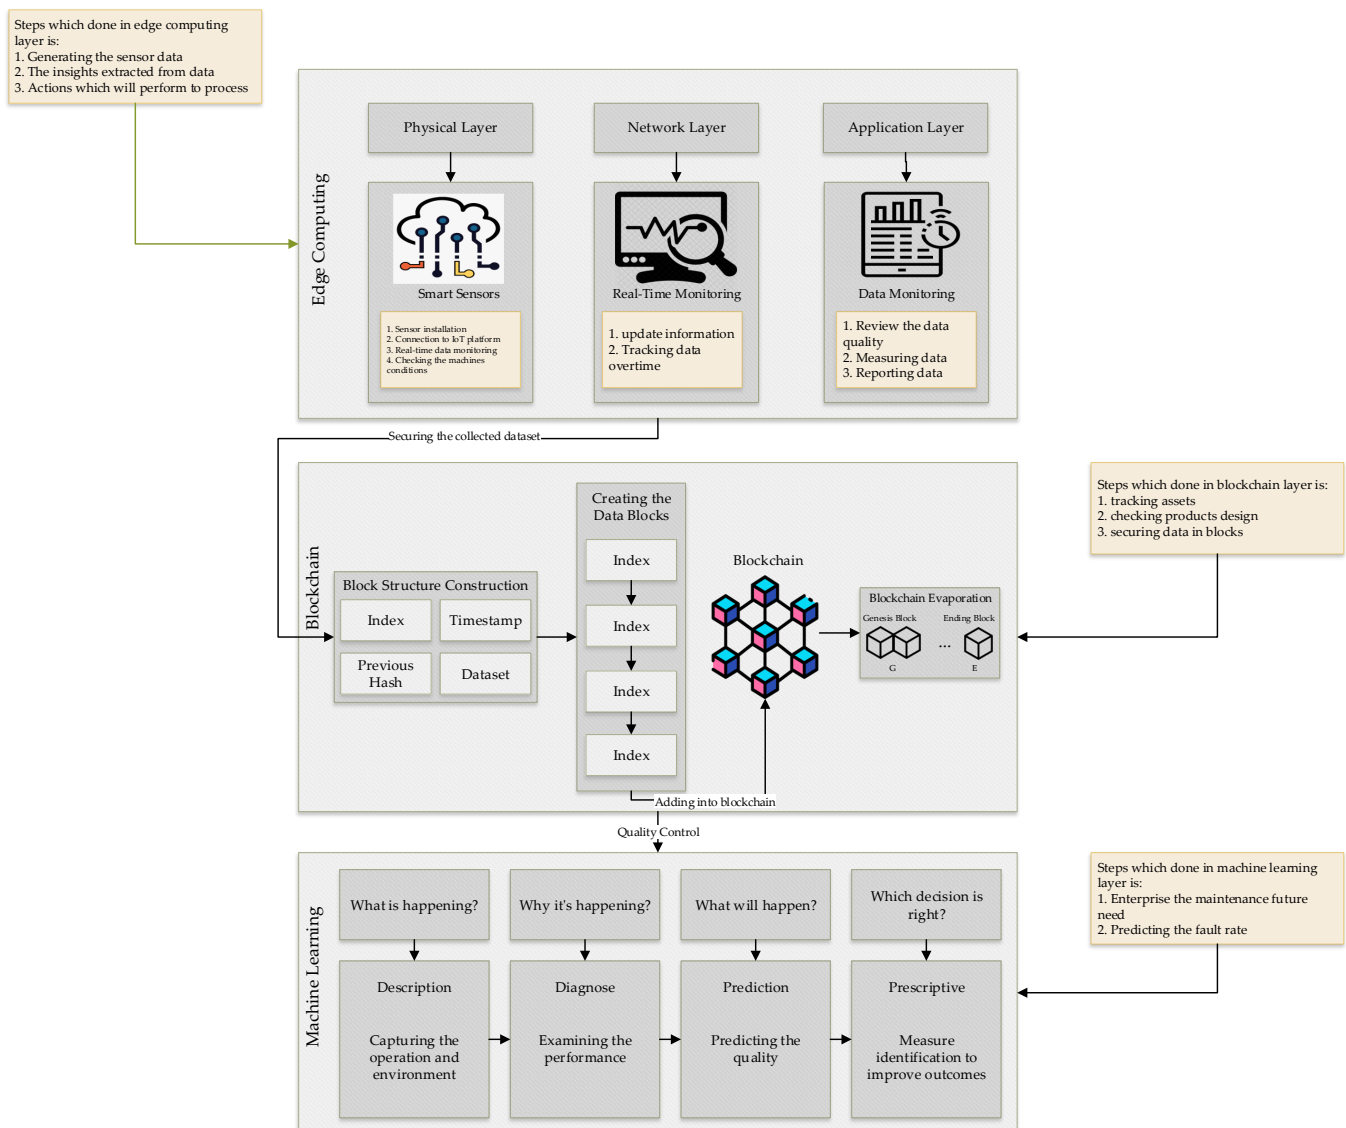 Steps which done in edge computing
layer is:
1. Generating the sensor data
2. The insights extracted from data
3. Actions which will perform to process
Edge Computing
Physical Layer
Network Layer
Application Layer
Smart Sensors
Real-Time Monitoring
Data Monitoring
1. Sensor installation
2. Connection to IoT platform
3. Real-time data monitoring
4. Checking the machines
conditions
1. update information
2. Tracking data
overtime
1. Review the data
quality
2. Measuring data
3. Reporting data
Securing the collected dataset
Blockchain
Block Structure Construction
Index
Timestamp
Previous
Hash
Dataset
Creating the
Data Blocks
Index
Index
Index
Index
Adding into blockchain
Blockchain
Blockchain Evaporation
Genesis Block
Ending Block
...
G
E
Steps which done in blockchain layer is:
1. tracking assets
2. checking products design
3. securing data in blocks
Quality Control
Machine Learning
What is happening?
Why it's happening?
What will happen?
Which decision is
right?
Description
Capturing the
operation and
environment
Diagnose
Examining the
performance
Prediction
Predicting the
quality
Prescriptive
Measure
identification to
improve outcomes
Steps which done in machine learning
layer is:
1. Enterprise the maintenance future
need
2. Predicting the fault rate